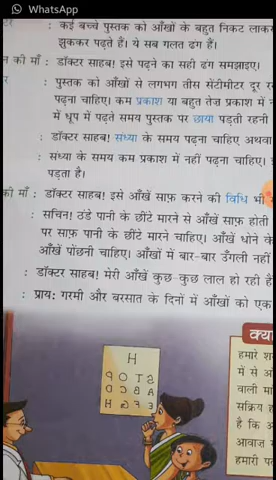 WhatsApp
: कई बच्चे पुस्तक को आँखों के बहुत निकट लाकर
झुककर पढ़ते हैं। ये सब गलत ढंग हैं।
न की माँ : डॉक्टर साहब! इसे पढ़ने का सही ढंग समझाइए।
र : पुस्तक को आँखों से लगभग तीस सेंटीमीटर दूर र
पढ़ना चाहिए। कम प्रकाश या बहुत तेज प्रकाश में
में धूप में पढ़ते समय पुस्तक पर छाया पड़ती रहनी
: डॉक्टर साहब! संध्या के समय पढ़ना चाहिए अथवा
: संध्या के समय कम प्रकाश में नहीं पढ़ना चाहिए।
पड़ता है।
की माँ : डॉक्टर साहब! इसे आँखें साफ़ करने की विधि भी
: सचिन! ठंडे पानी के छींटे मारने से आँखें साफ़ होती
पर साफ़ पानी के छींटे मारने चाहिए। आँखें धोने के
आँखें पोंछनी चाहिए। आँखों में बार-बार उँगली नहीं
: डॉक्टर साहब! मेरी आँखें कुछ-कुछ लाल हो रही हैं
: प्राय: गरमी और बरसात के दिनों में आँखों को एक
क्या
H
हमारे श
में से अ
वाली मा
सक्रिय
है कि
आवाज़
हमारी प